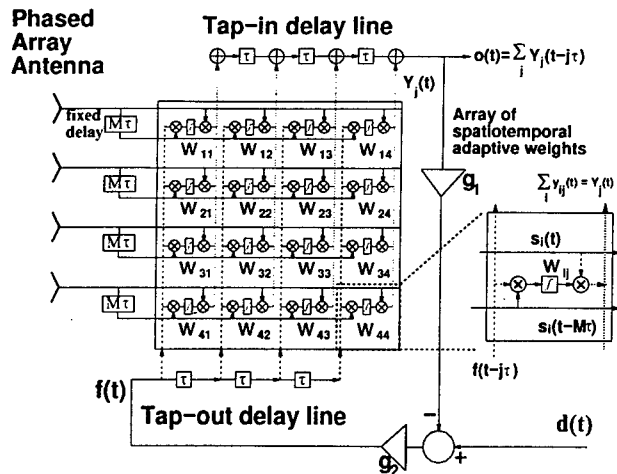 Phased
Array
Antenna
Tap-in delay line
τ τ τ
o(t)=∑ Y_j(t-jτ)
j
Y_j(t)
fixed
delay
Mτ
W11 W12 W13 W14
Mτ
W21 W22 W23 W24
Mτ
W31 W32 W33 W34
Mτ
W41 W42 W43 W44
Array of
spatiotemporal
adaptive weights
g1
∑ y_ij(t) = Y_j(t)
i
s_i(t)
W_ij
∫
s_i(t-Mτ)
f(t-jτ)
f(t)
τ τ τ
Tap-out delay line
g2
−
+
d(t)